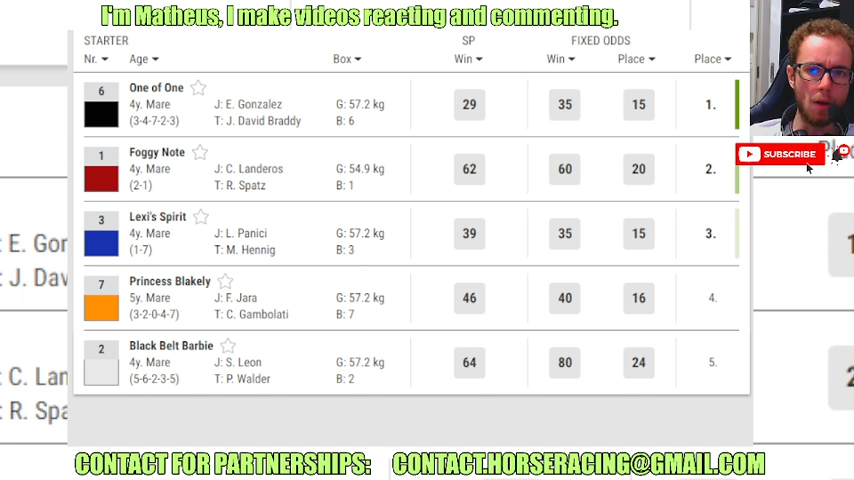 I'm Matheus, I make videos reacting and commenting.
STARTER SP FIXED ODDS
Nr. Age Box Win Win Place Place
6 One of One
4y. Mare J: E. Gonzalez G: 57.2 kg 29 35 15 1.
(3-4-7-2-3) T: J. David Braddy B: 6
1 Foggy Note
4y. Mare J: C. Landeros G: 54.9 kg 62 60 20 2.
(2-1) T: R. Spatz B: 1
3 Lexi's Spirit
4y. Mare J: L. Panici G: 57.2 kg 39 35 15 3.
(1-7) T: M. Hennig B: 3
7 Princess Blakely
5y. Mare J: F. Jara G: 57.2 kg 46 40 16 4.
(3-2-0-4-7) T: C. Gambolati B: 7
2 Black Belt Barbie
4y. Mare J: S. Leon G: 57.2 kg 64 80 24 5.
(5-6-2-3-5) T: P. Walder B: 2
SUBSCRIBE
: E. Gon
: J. Dav
: C. Lan
: R. Spa
1
2
CONTACT FOR PARTNERSHIPS: CONTACT.HORSERACING@GMAIL.COM